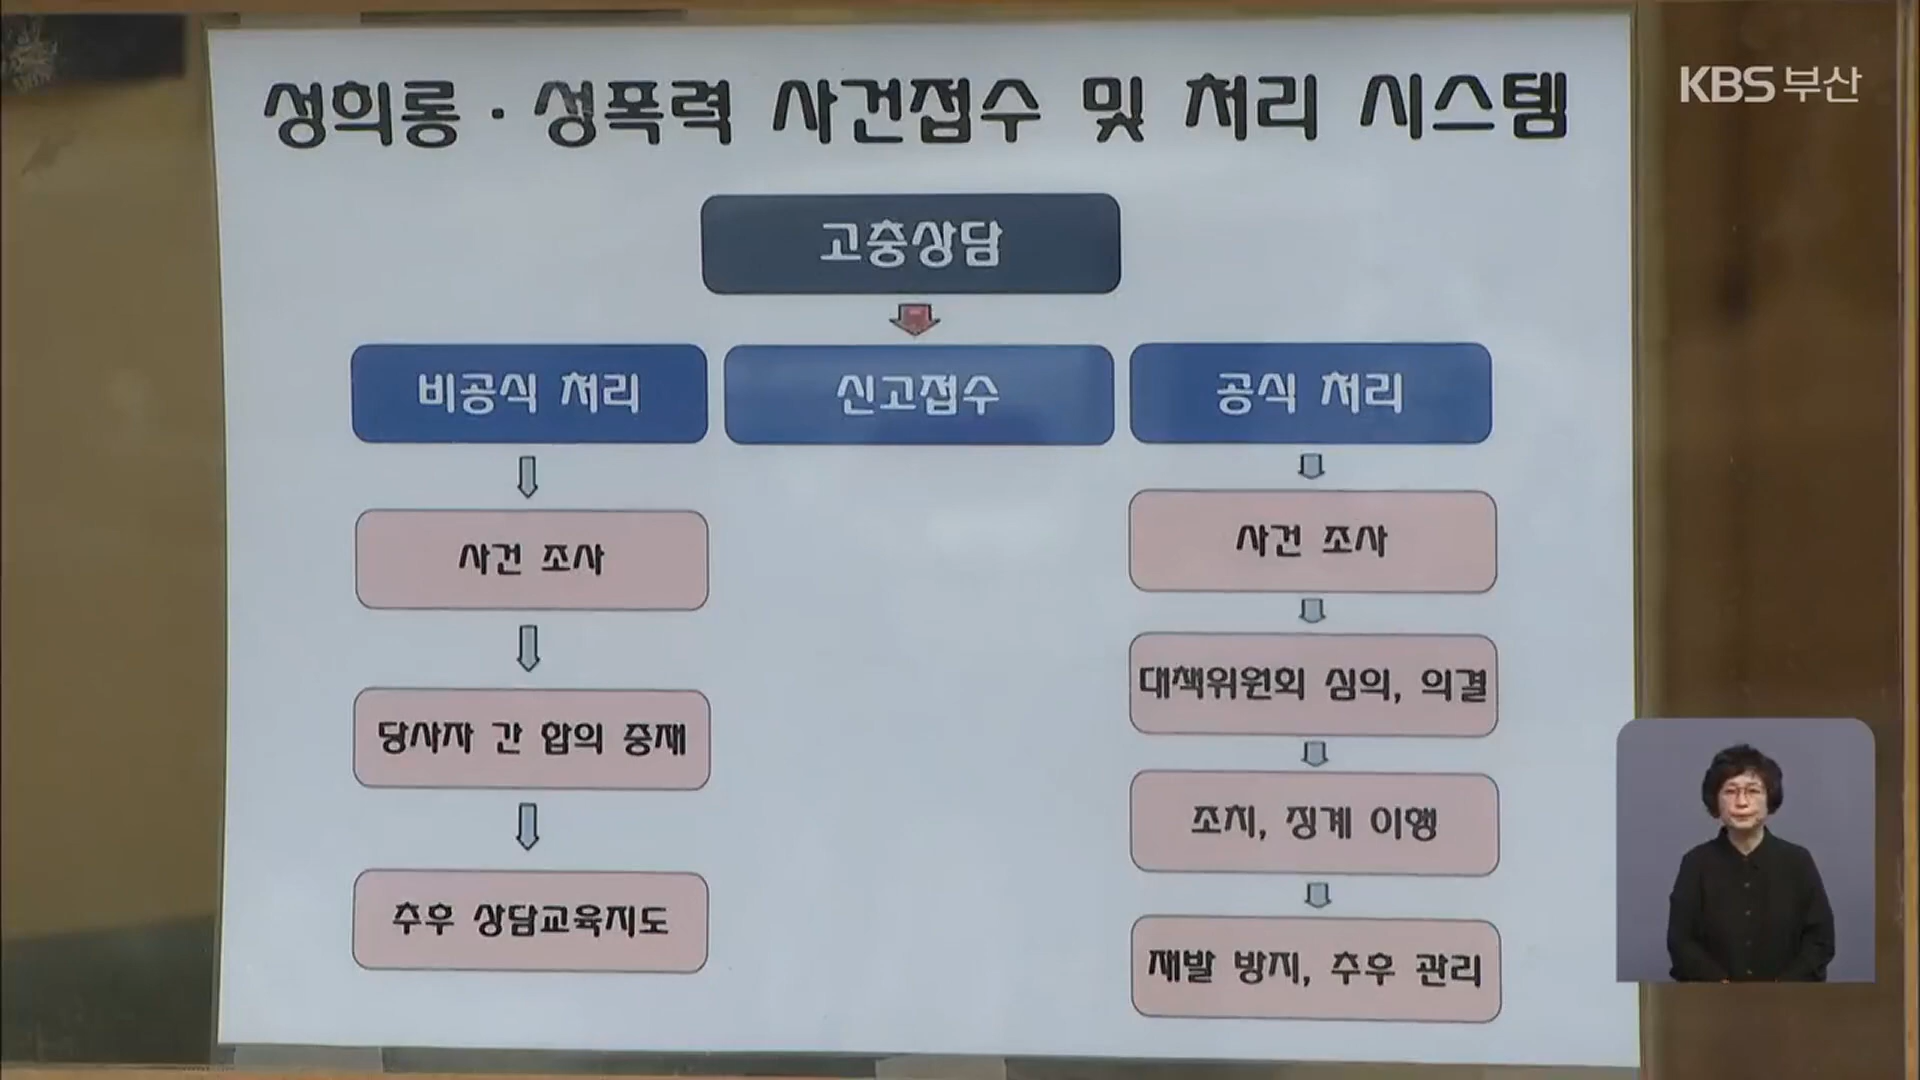 성희롱·성폭력 사건접수 및 처리 시스템
KBS 부산
고충상담
비공식 처리
신고접수
공식 처리
사건 조사
당사자 간 합의 중재
추후 상담교육지도
사건 조사
대책위원회 심의, 의결
조치, 징계 이행
재발 방지, 추후 관리